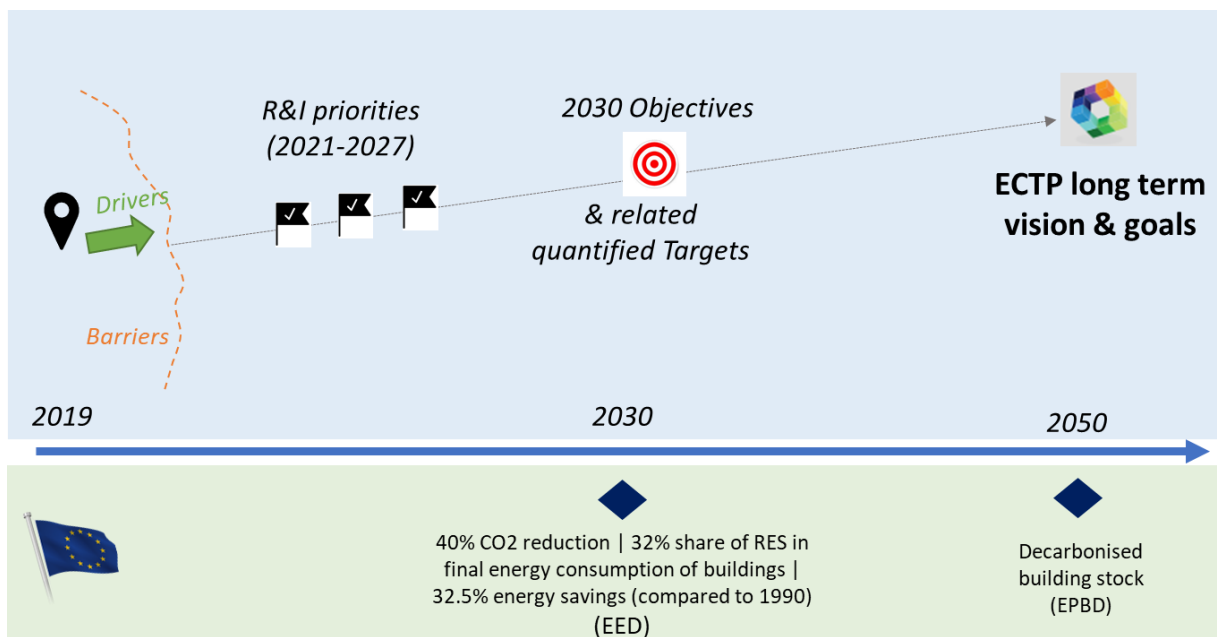 R&I priorities
(2021-2027)
2030 Objectives
& related
quantified Targets
ECTP long term
vision & goals
Drivers
Barriers
2019
2030
2050
40% CO2 reduction | 32% share of RES in
final energy consumption of buildings |
32.5% energy savings (compared to 1990)
(EED)
Decarbonised
building stock
(EPBD)